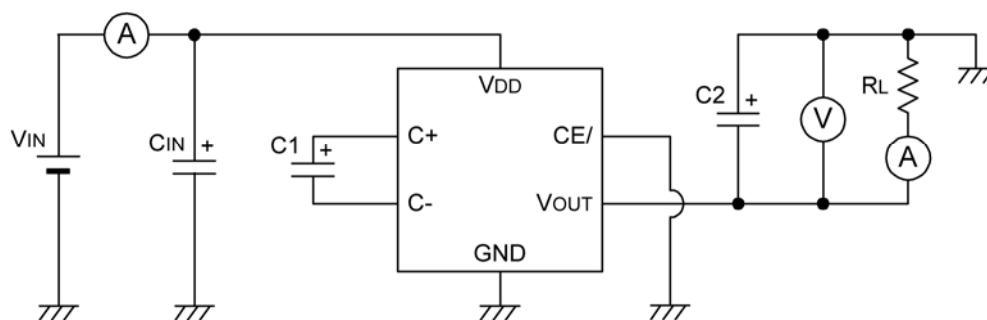 A
VDD
VIN
CIN
+
C1
+
C+
C-
GND
CE/
VOUT
C2
+
V
RL
A